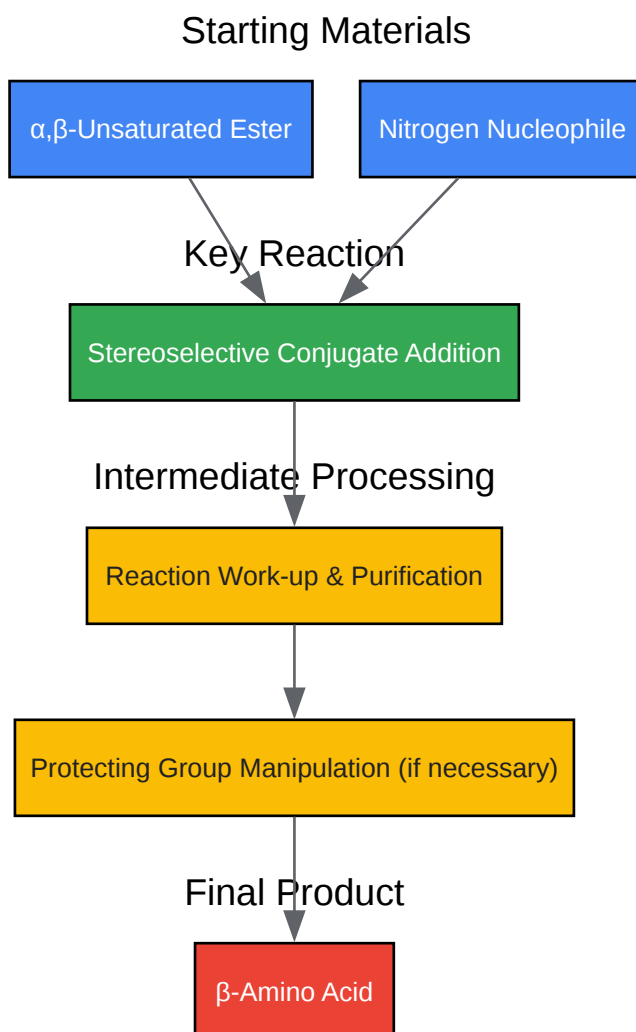 Starting Materials
α,β-Unsaturated Ester
Nitrogen Nucleophile
Key Reaction
Stereoselective Conjugate Addition
Intermediate Processing
Reaction Work-up & Purification
Protecting Group Manipulation (if necessary)
Final Product
β-Amino Acid